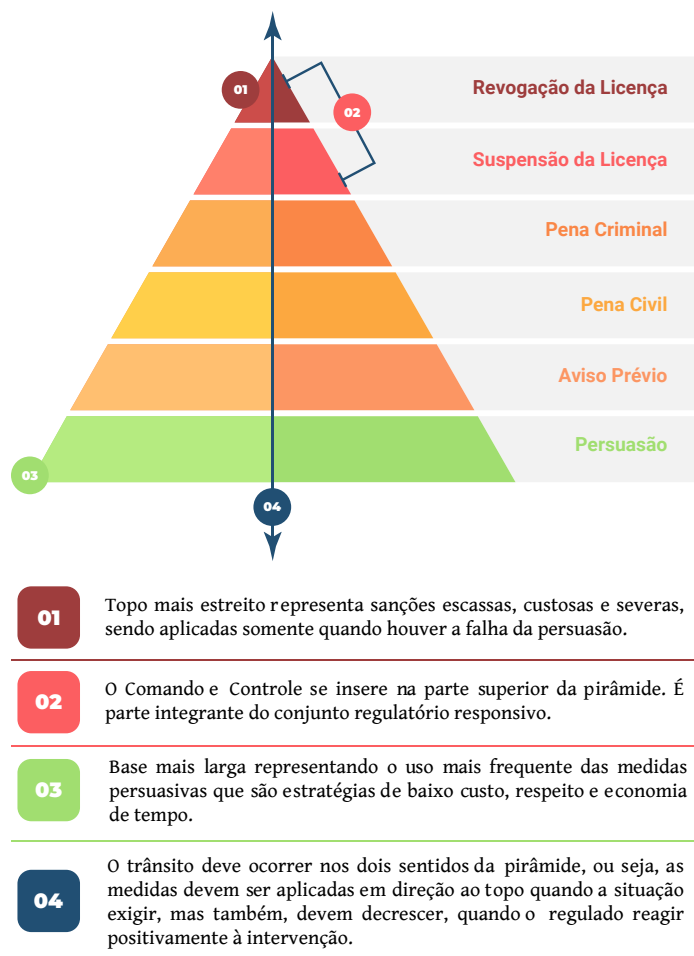 01
Revogação da Licença
02
Suspensão da Licença
Pena Criminal
Pena Civil
Aviso Prévio
Persuasão
03
04
01
Topo mais estreito representa sanções escassas, custosas e severas,
sendo aplicadas somente quando houver a falha da persuasão.
02
O Comando e Controle se insere na parte superior da pirâmide. É
parte integrante do conjunto regulatório responsivo.
03
Base mais larga representando o uso mais frequente das medidas
persuasivas que são estratégias de baixo custo, respeito e economia
de tempo.
04
O trânsito deve ocorrer nos dois sentidos da pirâmide, ou seja, as
medidas devem ser aplicadas em direção ao topo quando a situação
exigir, mas também, devem decrescer, quando o regulado reagir
positivamente à intervenção.